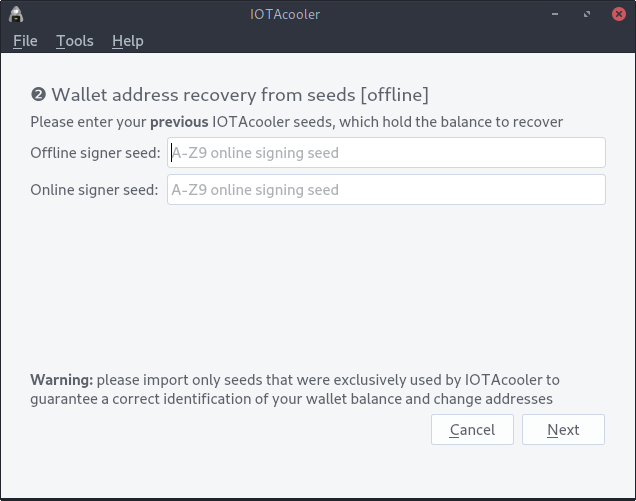 IOTAcooler
File Tools Help
❷ Wallet address recovery from seeds [offline]
Please enter your previous IOTAcooler seeds, which hold the balance to recover
Offline signer seed: A-Z9 online signing seed
Online signer seed: A-Z9 online signing seed
Warning: please import only seeds that were exclusively used by IOTAcooler to
guarantee a correct identification of your wallet balance and change addresses
Cancel Next